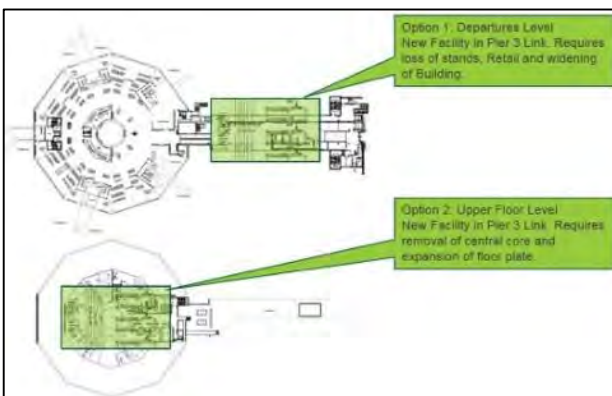 Option 1: Departures Level
New Facility in Pier 3 Link. Requires
loss of stands, Retail and widening
of Building.
Option 2: Upper Floor Level
New Facility in Pier 3 Link. Requires
removal of central core and
expansion of floor plate.